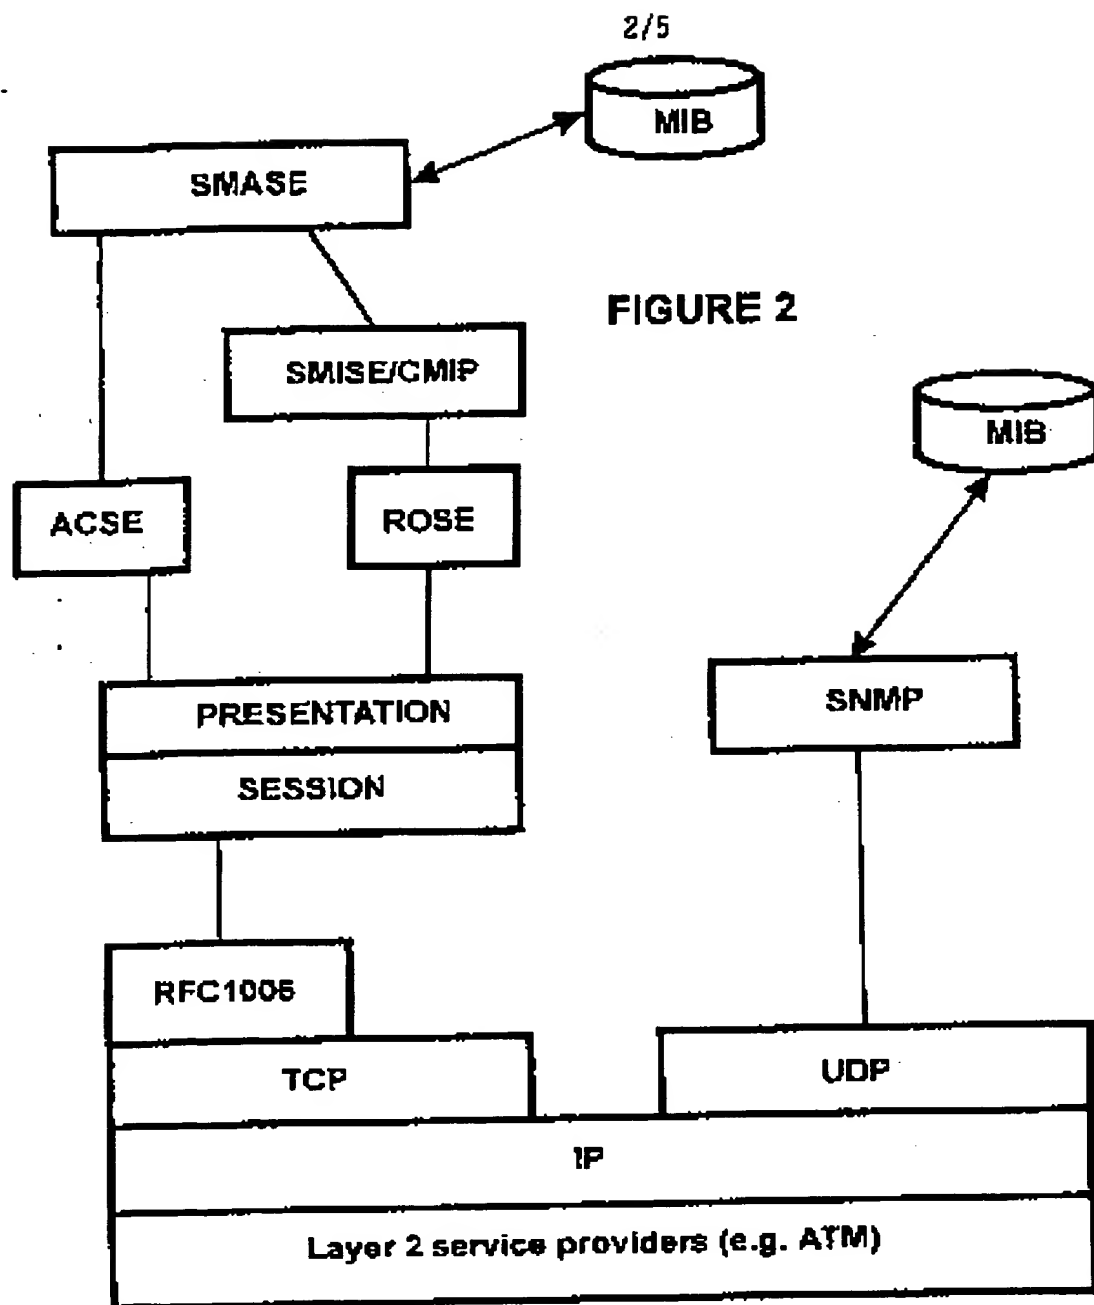 2/5
MIB
SMASE
FIGURE 2
SMISE/CMIP
MIB
ACSE
ROSE
SNMP
PRESENTATION
SESSION
RFC1006
TCP
UDP
IP
Layer 2 service providers (e.g. ATM)